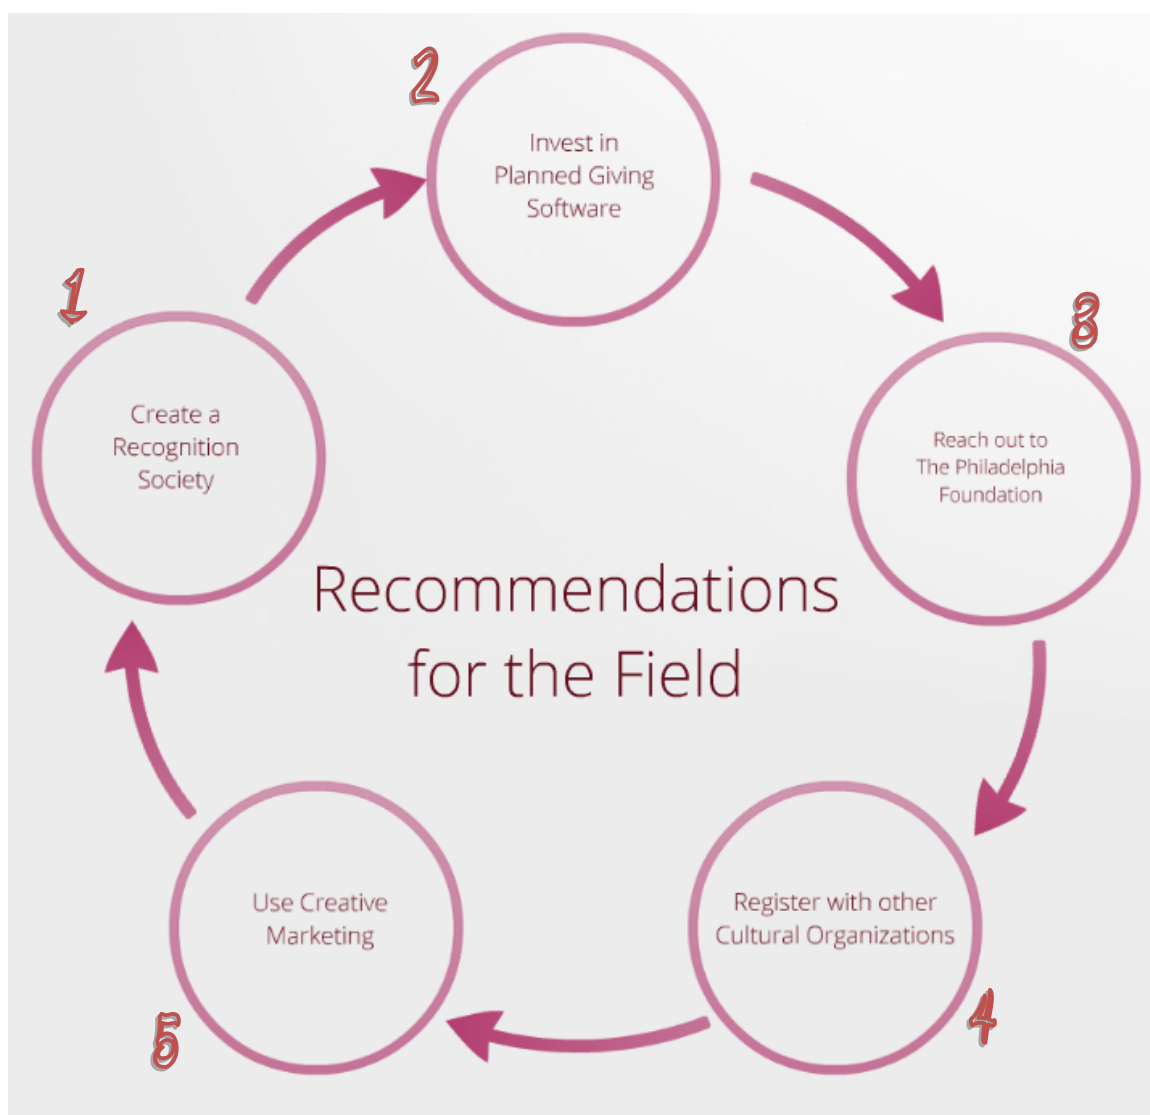 2
Invest in
Planned Giving
Software
1
Create a
Recognition
Society
3
Reach out to
The Philadelphia
Foundation
Recommendations
for the Field
Register with other
Cultural Organizations
4
Use Creative
Marketing
5